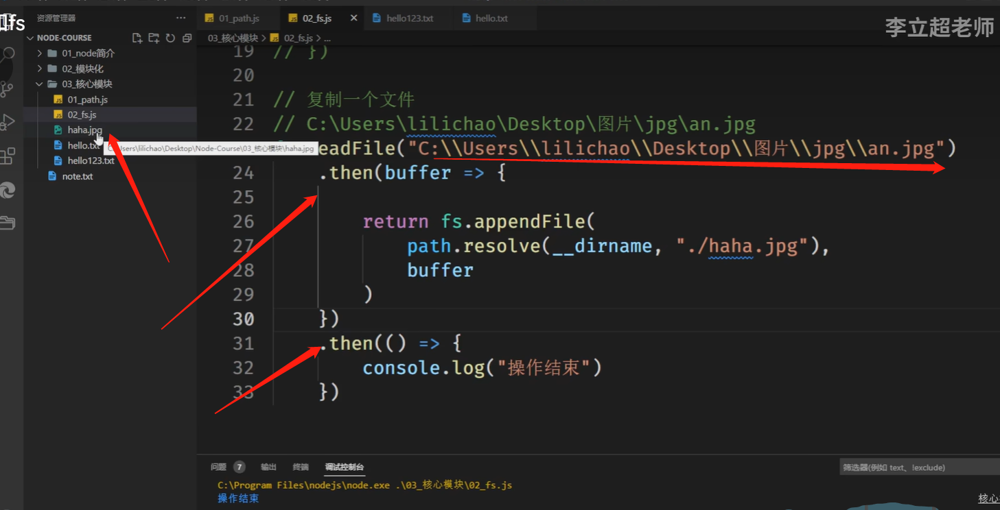 fs
李立超老师
资源管理器
01_path.js
02_fs.js
hello123.txt
hello.txt
NODE-COURSE
03_核心模块 > 02_fs.js > ...
01_node简介
02_模块化
03_核心模块
01_path.js
02_fs.js
haha.jpg
hello.txt
hello123.txt
note.txt
\lilichao\Desktop\Node-Course\03_核心模块\haha.jpg
19 // })
20
21 // 复制一个文件
22 // C:\Users\lilichao\Desktop\图片\jpg\an.jpg
eadFile("C:\\Users\\lilichao\\Desktop\\图片\\jpg\\an.jpg")
24 .then(buffer => {
25
26 return fs.appendFile(
27 path.resolve(__dirname, "./haha.jpg"),
28 buffer
29 )
30 })
31 .then(() => {
32 console.log("操作结束")
33 })
问题 7 输出 终端 调试控制台
筛选器(例如 text、!exclude)
C:\Program Files\nodejs\node.exe .\03_核心模块\02_fs.js
操作结束
核心